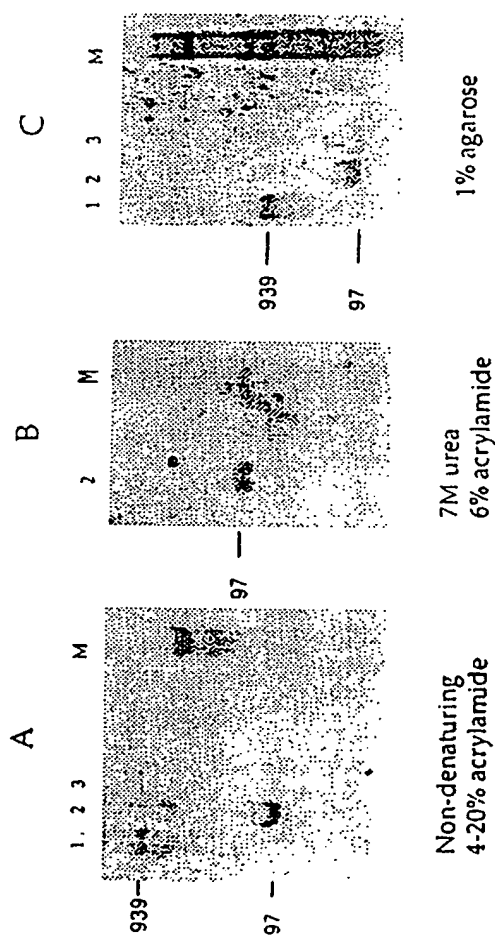 A
1. 2 3 M
939
97
Non-denaturing
4-20% acrylamide
B
2 M
97
7M urea
6% acrylamide
C
1 2 3 M
939
97
1% agarose